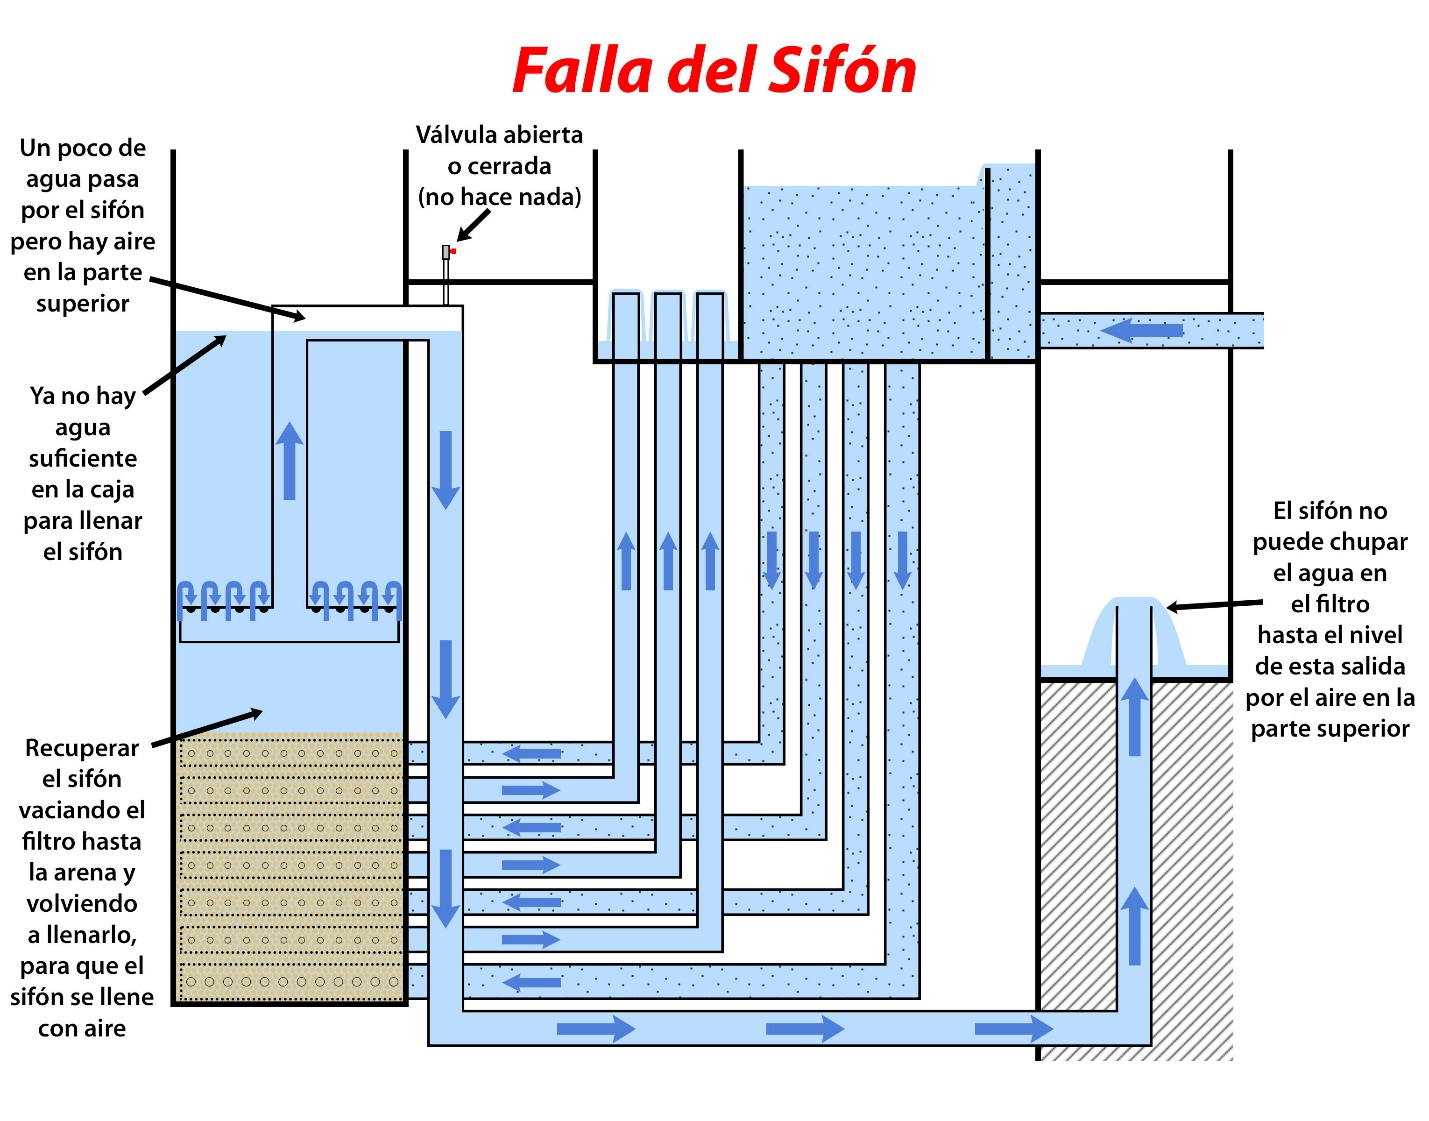 Falla del Sifón
Un poco de
agua pasa
por el sifón
pero hay aire
en la parte
superior
Válvula abierta
o cerrada
(no hace nada)
Ya no hay
agua
suficiente
en la caja
para llenar
el sifón
El sifón no
puede chupar
el agua en
el filtro
hasta el nivel
de esta salida
por el aire en la
parte superior
Recuperar
el sifón
vaciando el
filtro hasta
la arena y
volviendo
a llenarlo,
para que el
sifón se llene
con aire